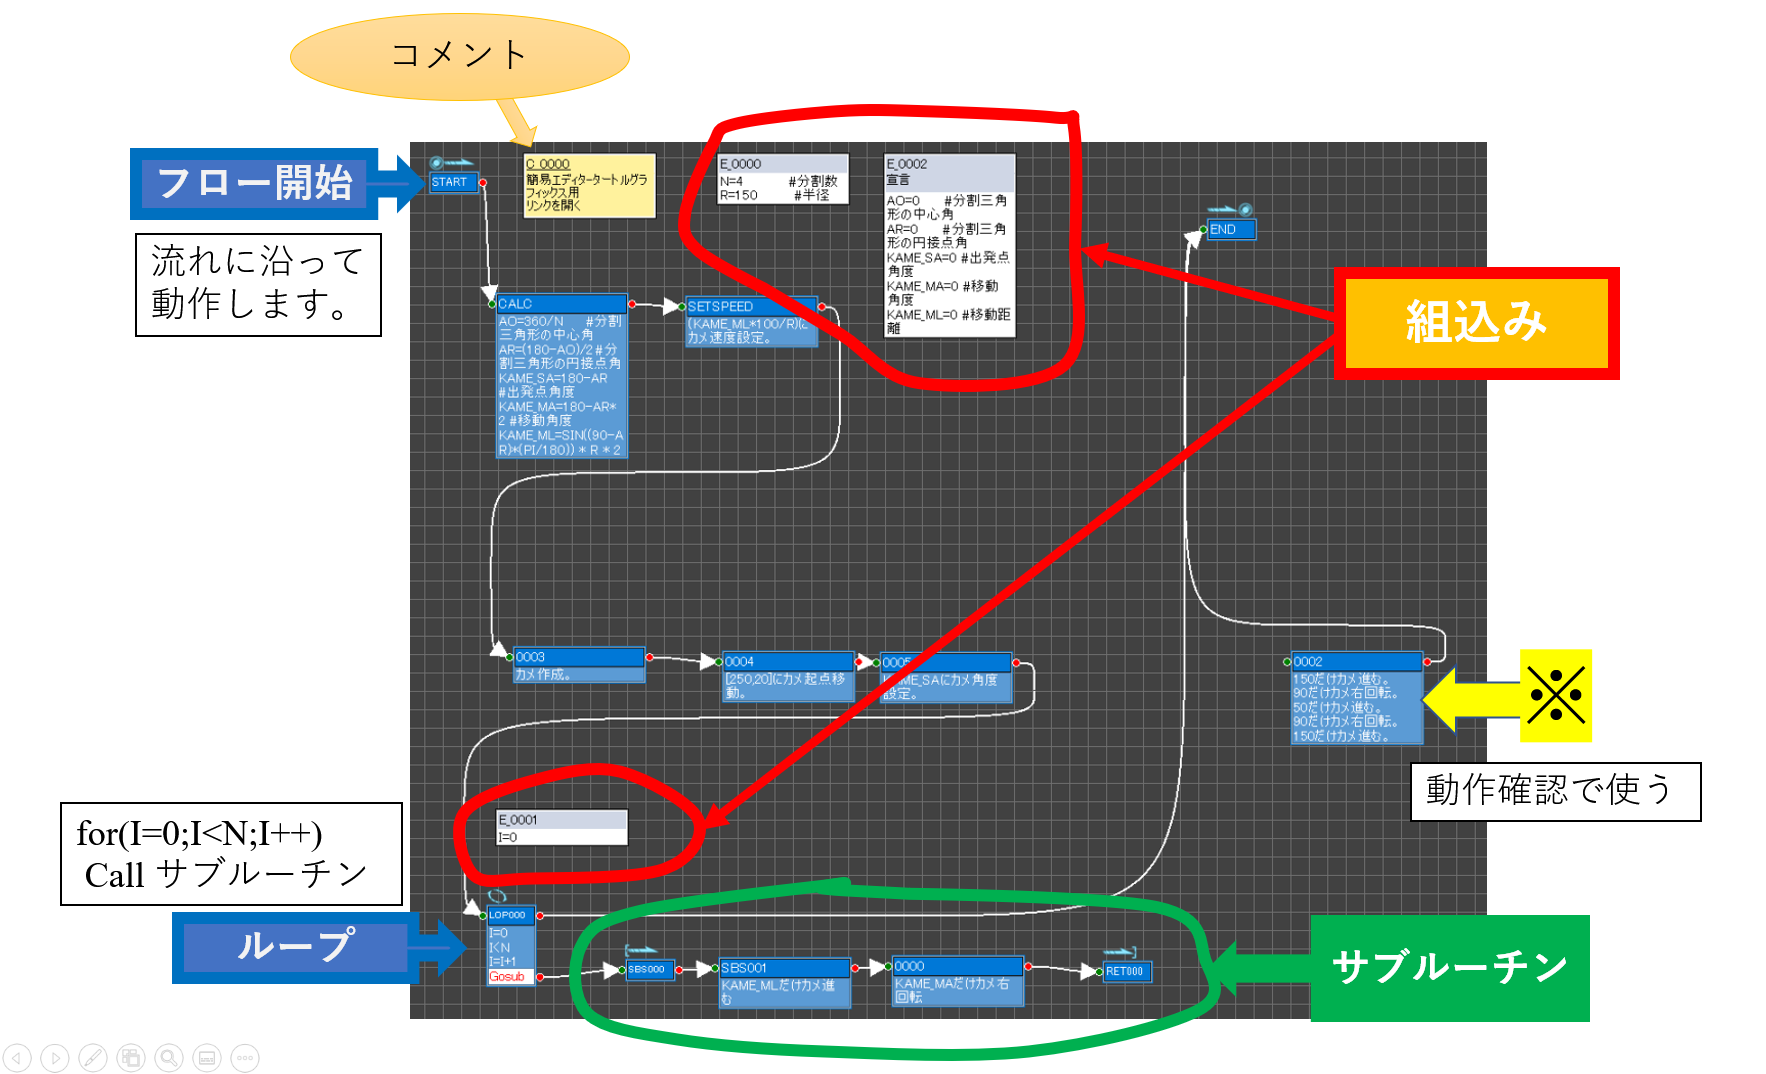 コメント
フロー開始
流れに沿って
動作します。
START
C_0000
簡易エディタータートルグラ
フィックス用
リンクを開く
E_0000
N=4 #分割数
R=150 #半径
E_0002
宣言
AO=0 #分割三角
形の中心角
AR=0 #分割三角
形の円接点角
KAME_SA=0 #出発点
角度
KAME_MA=0 #移動
角度
KAME_ML=0 #移動距
離
END
組込み
CALC
AO=360/N #分割
三角形の中心角
AR=(180-AO)/2 #分
割三角形の円接点角
KAME_SA=180-AR
#出発点角度
KAME_MA=180-AR*
2 #移動角度
KAME_ML=SIN((90-A
R)*(PI/180)) * R * 2
SETSPEED
(KAME_ML*100/R)に
カメ速度設定。
0003
カメ作成。
0004
[250,20]にカメ起点移
動。
0005
KAME_SAにカメ角度
設定。
0002
150だけカメ進む。
90だけカメ右回転。
50だけカメ進む。
90だけカメ右回転。
150だけカメ進む。
※
動作確認で使う
E_0001
I=0
for(I=0;I<N;I++)
Call サブルーチン
ループ
LOP000
I=0
I<N
I=I+1
Gosub
SBS000
SBS001
KAME_MLだけカメ進
む
0000
KAME_MAだけカメ右
回転
RET000
サブルーチン